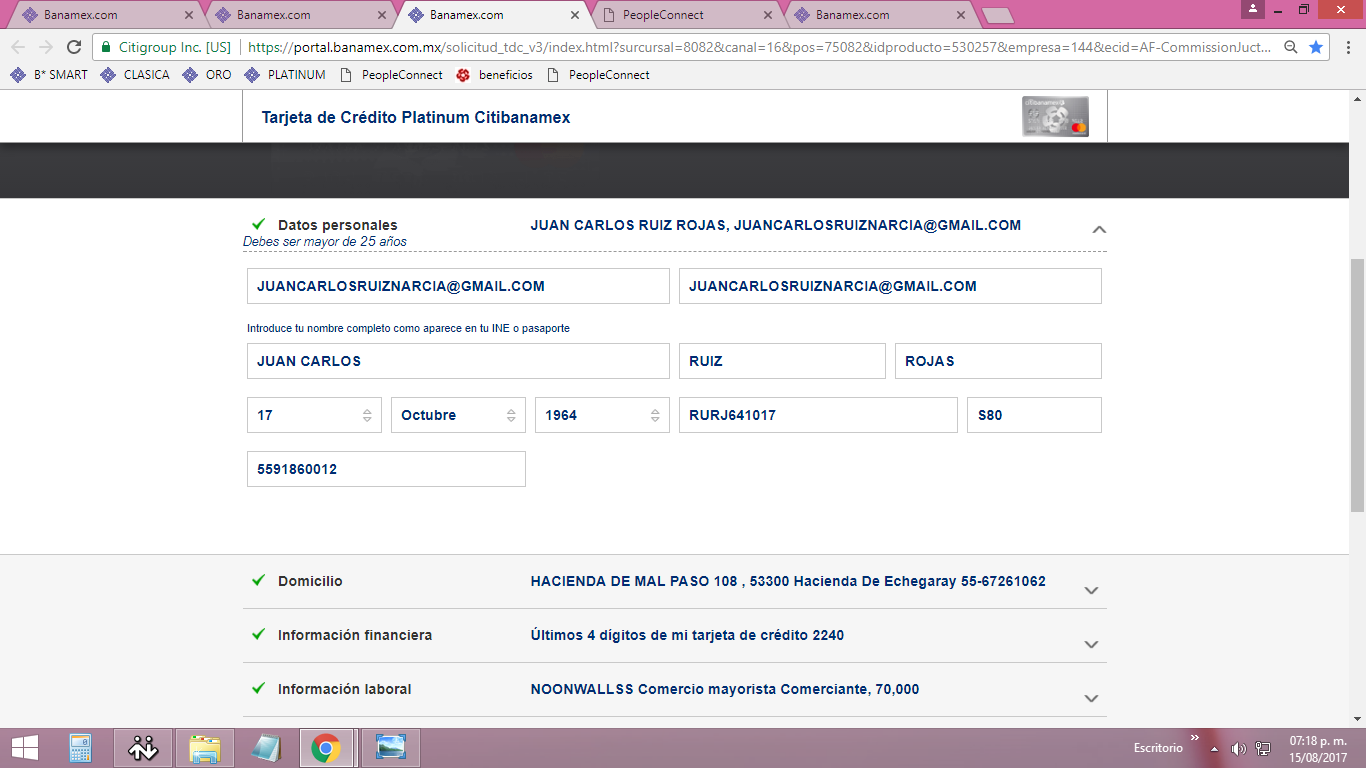 Banamex.com
Banamex.com
Banamex.com
PeopleConnect
Banamex.com
Citigroup Inc. [US]
https://portal.banamex.com.mx/solicitud_tdc_v3/index.html?surcursal=8082&canal=16&pos=75082&idproducto=530257&empresa=144&ecid=AF-CommissionJuct...
B* SMART
CLASICA
ORO
PLATINUM
PeopleConnect
beneficios
PeopleConnect
Tarjeta de Crédito Platinum Citibanamex
citibanamex
Datos personales
JUAN CARLOS RUIZ ROJAS, JUANCARLOSRUIZNARCIA@GMAIL.COM
Debes ser mayor de 25 años
JUANCARLOSRUIZNARCIA@GMAIL.COM
JUANCARLOSRUIZNARCIA@GMAIL.COM
Introduce tu nombre completo como aparece en tu INE o pasaporte
JUAN CARLOS
RUIZ
ROJAS
17
Octubre
1964
RURJ641017
S80
5591860012
Domicilio
HACIENDA DE MAL PASO 108 , 53300 Hacienda De Echegaray 55-67261062
Información financiera
Últimos 4 dígitos de mi tarjeta de crédito 2240
Información laboral
NOONWALLSS Comercio mayorista Comerciante, 70,000
Escritorio
07:18 p. m.
15/08/2017